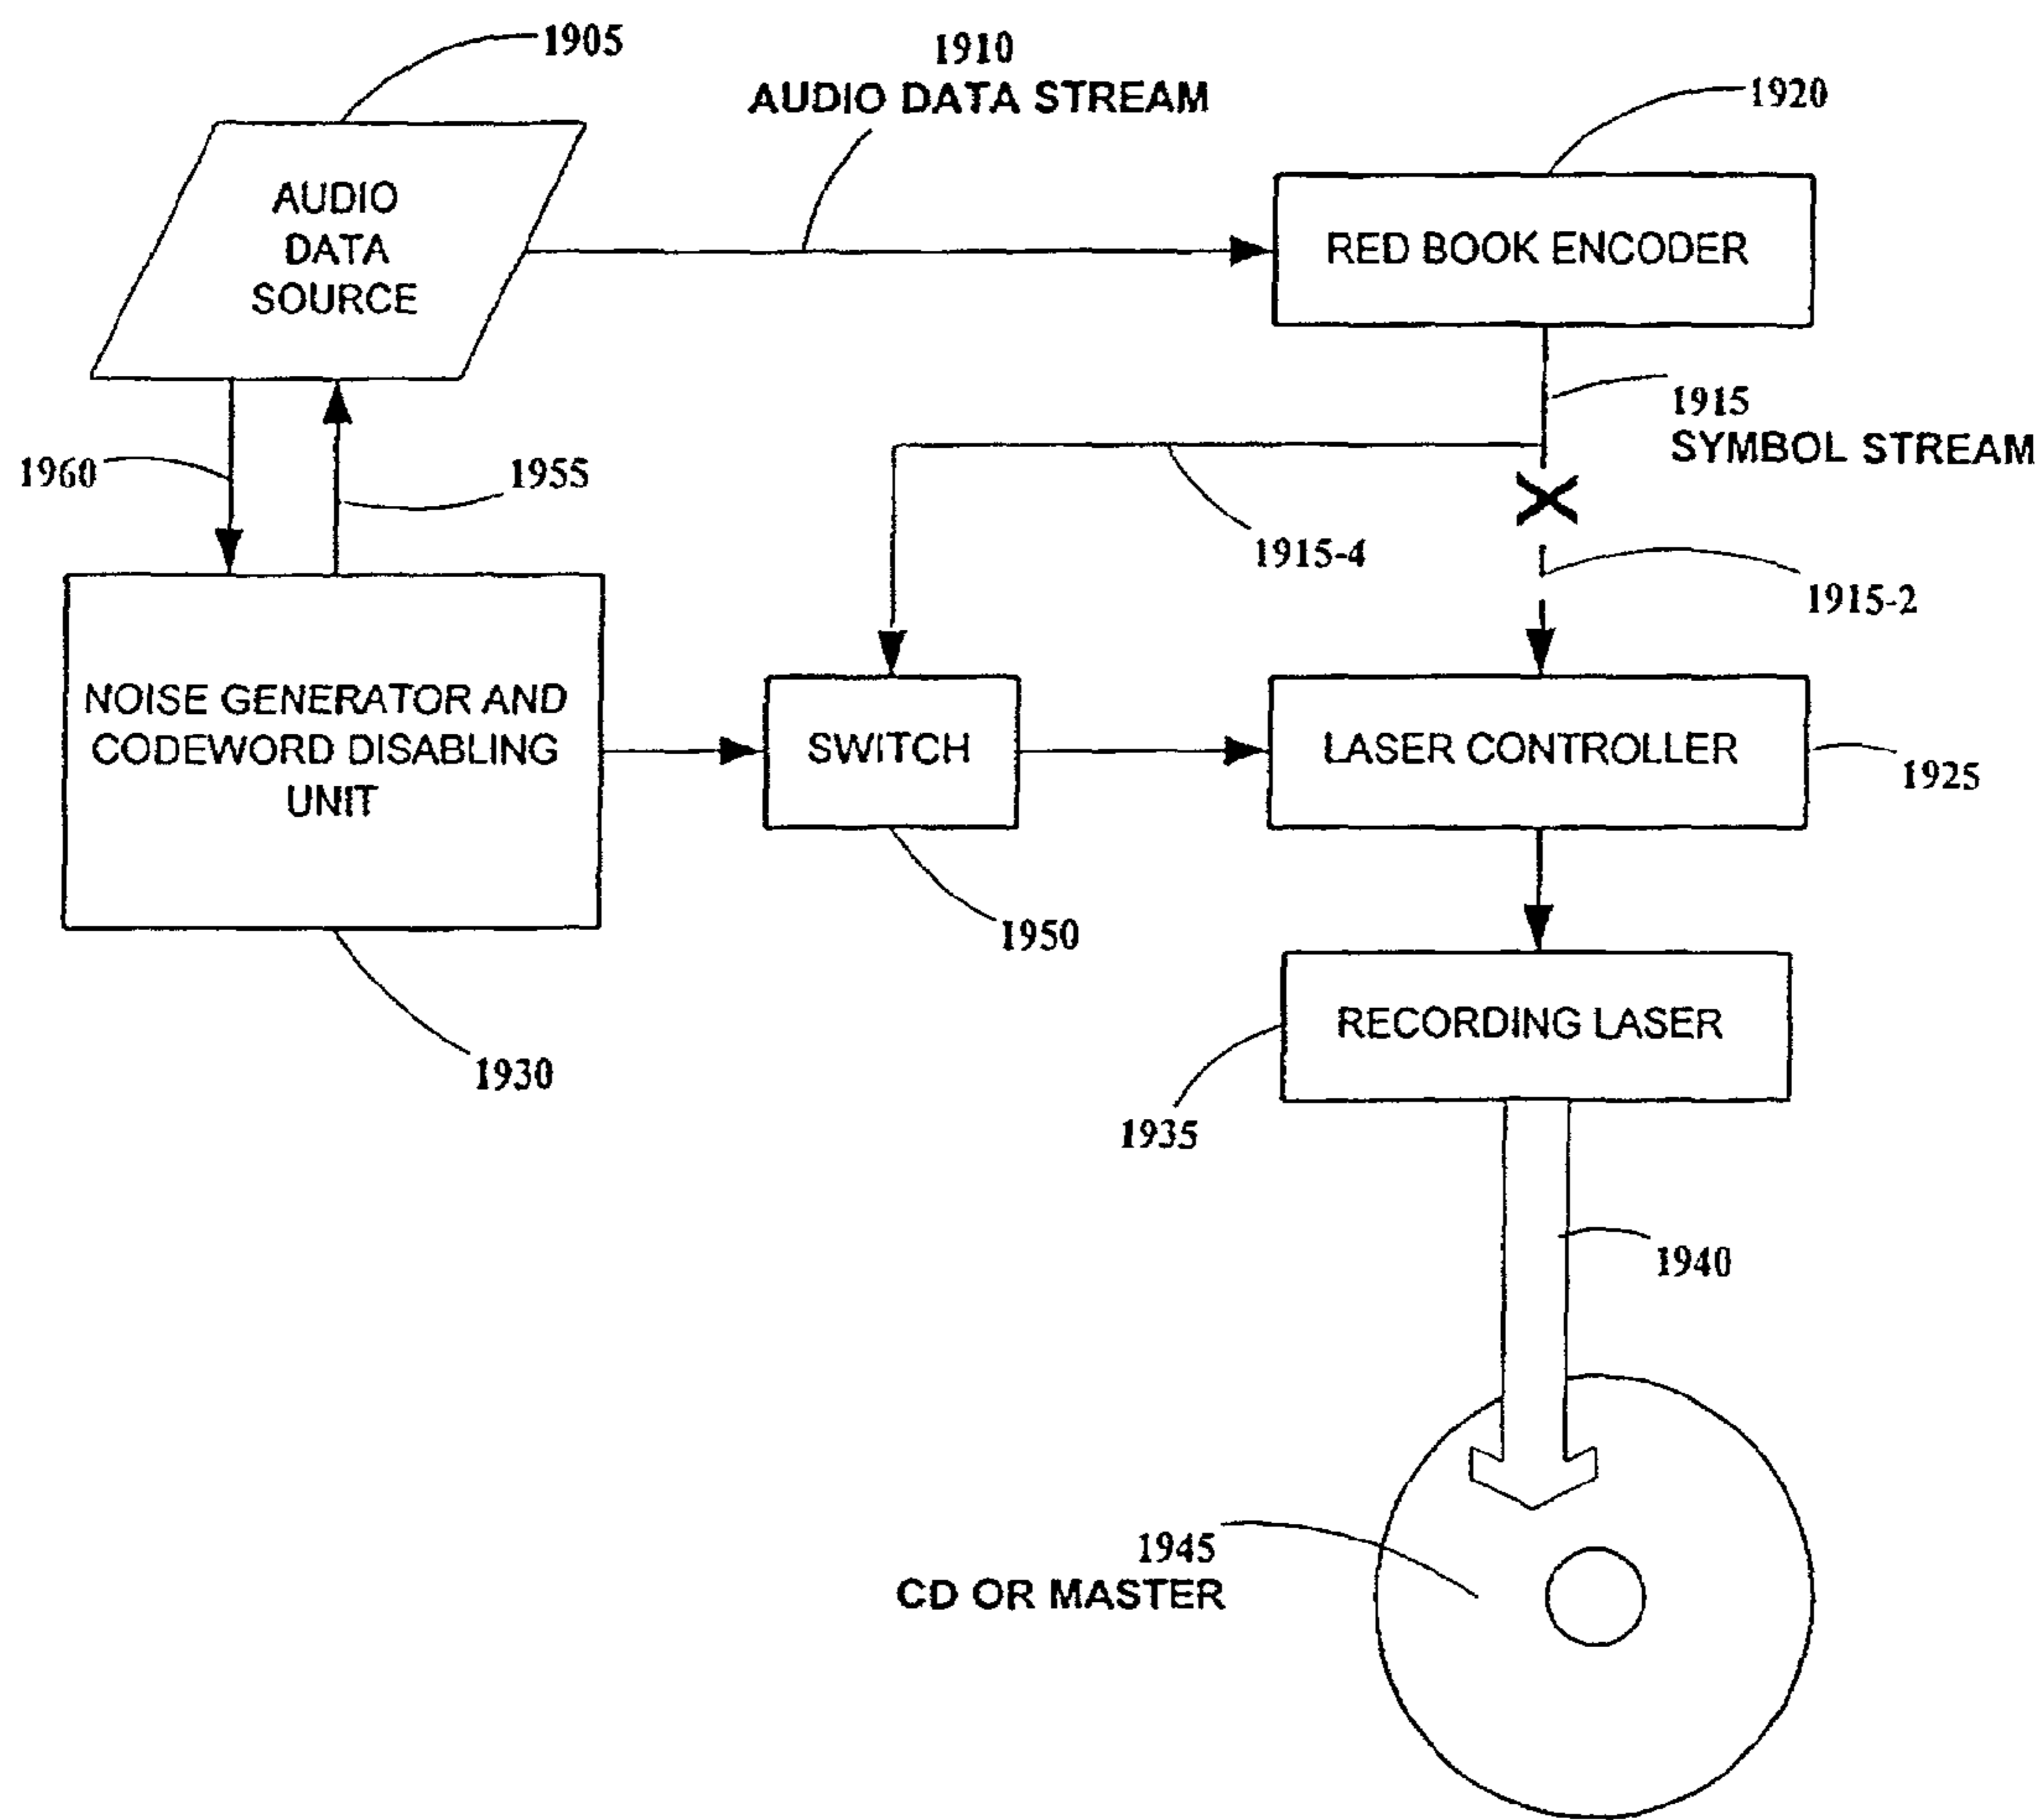 1905
1910
AUDIO DATA STREAM
1920
AUDIO
DATA
SOURCE
RED BOOK ENCODER
1915
SYMBOL STREAM
1960
1955
1915-4
1915-2
NOISE GENERATOR AND
CODEWORD DISABLING
UNIT
SWITCH
LASER CONTROLLER
1925
1950
1930
RECORDING LASER
1935
1940
1945
CD OR MASTER